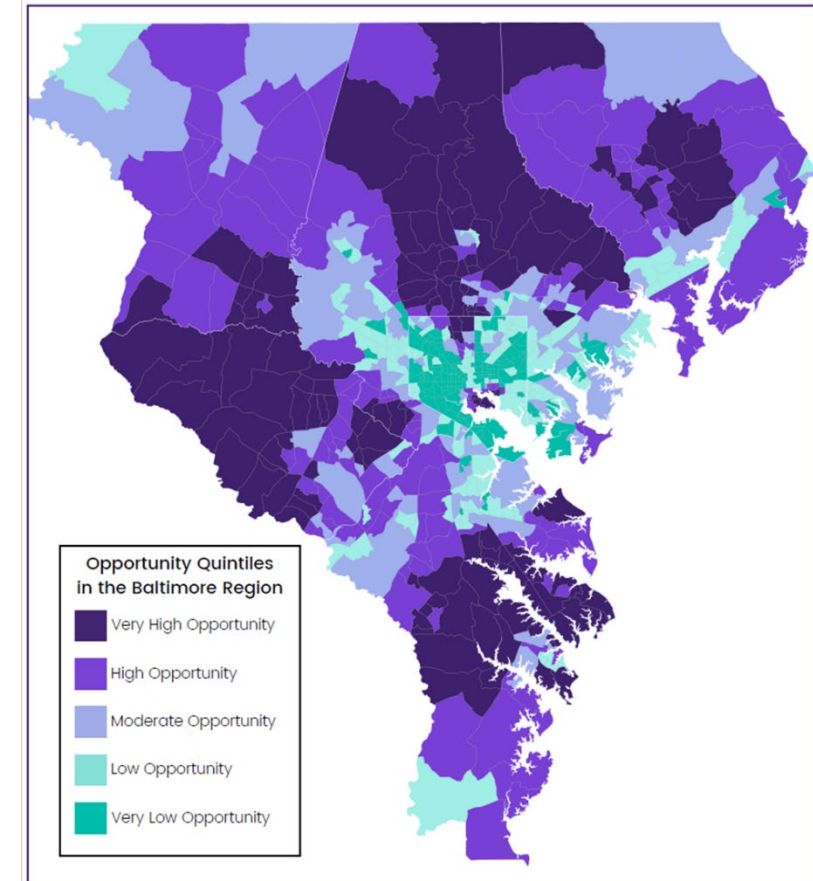 Opportunity Quintiles
in the Baltimore Region
Very High Opportunity
High Opportunity
Moderate Opportunity
Low Opportunity
Very Low Opportunity